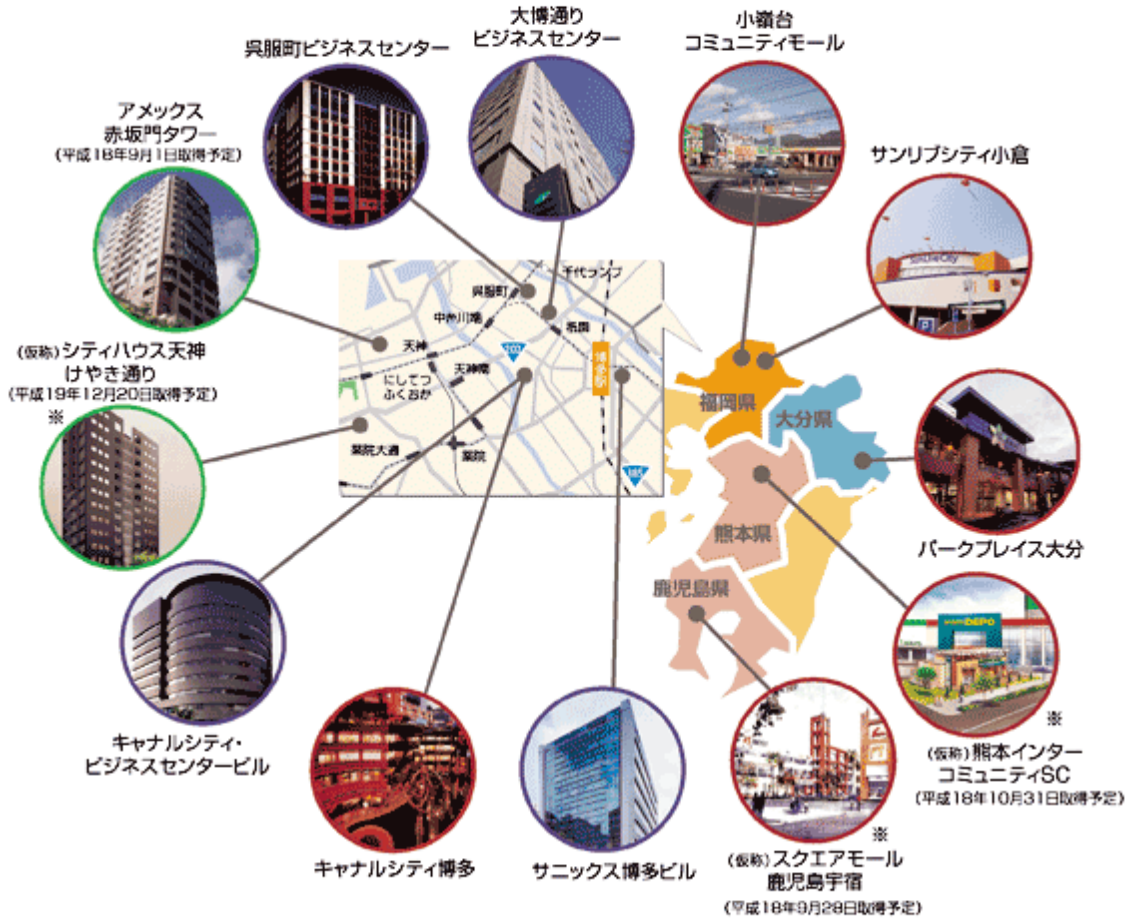 呉服町ビジネスセンター
大博通り
ビジネスセンター
小嶺台
コミュニティモール
アメックス
赤坂門タワー
(平成18年9月1日取得予定)
サンリブシティ小倉
(仮称)シティハウス天神
けやき通り
(平成19年12月20日取得予定)
※
千代ランプ
呉服町
中洲川端
祇園
天神
202
天神南
博多駅
にしてつ
ふくおか
薬院大通
薬院
福岡県
大分県
熊本県
鹿児島県
パークプレイス大分
キャナルシティ・
ビジネスセンタービル
キャナルシティ博多
サニックス博多ビル
※
(仮称)熊本インター
コミュニティSC
(平成18年10月31日取得予定)
※
(仮称)スクエアモール
鹿児島宇宿
(平成18年9月28日取得予定)